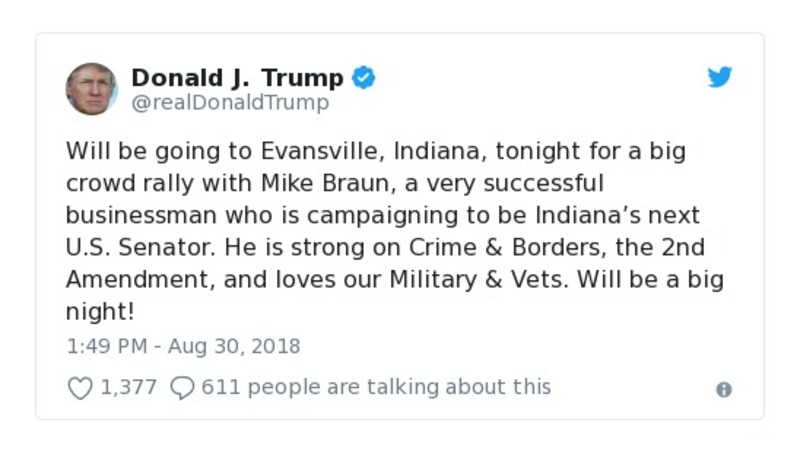 Donald J. Trump
@realDonaldTrump
Will be going to Evansville, Indiana, tonight for a big
crowd rally with Mike Braun, a very successful
businessman who is campaigning to be Indiana’s next
U.S. Senator. He is strong on Crime & Borders, the 2nd
Amendment, and loves our Military & Vets. Will be a big
night!
1:49 PM - Aug 30, 2018
1,377 611 people are talking about this